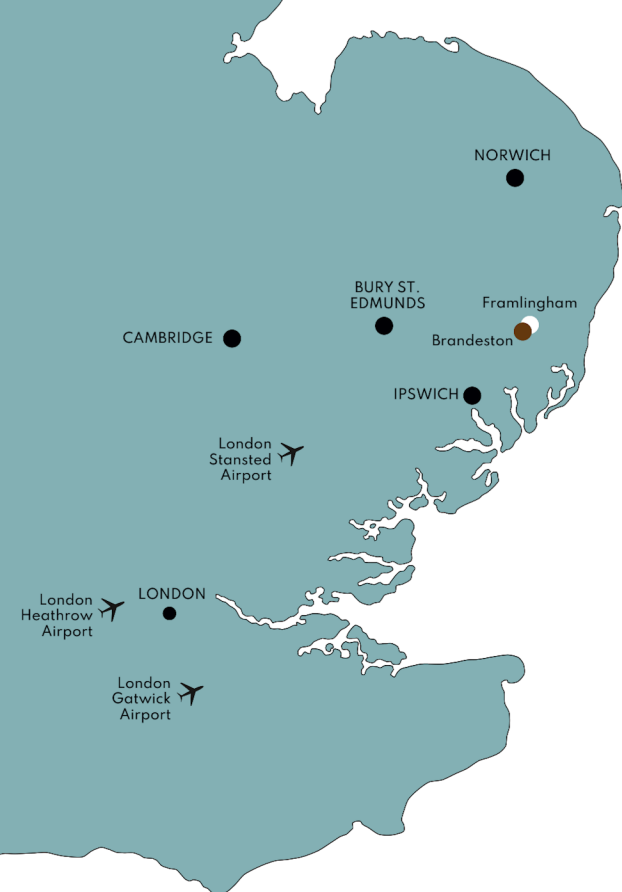 NORWICH
BURY ST.
EDMUNDS
Framlingham
CAMBRIDGE
Brandeston
IPSWICH
London
Stansted
Airport
London
Heathrow
Airport
LONDON
London
Gatwick
Airport